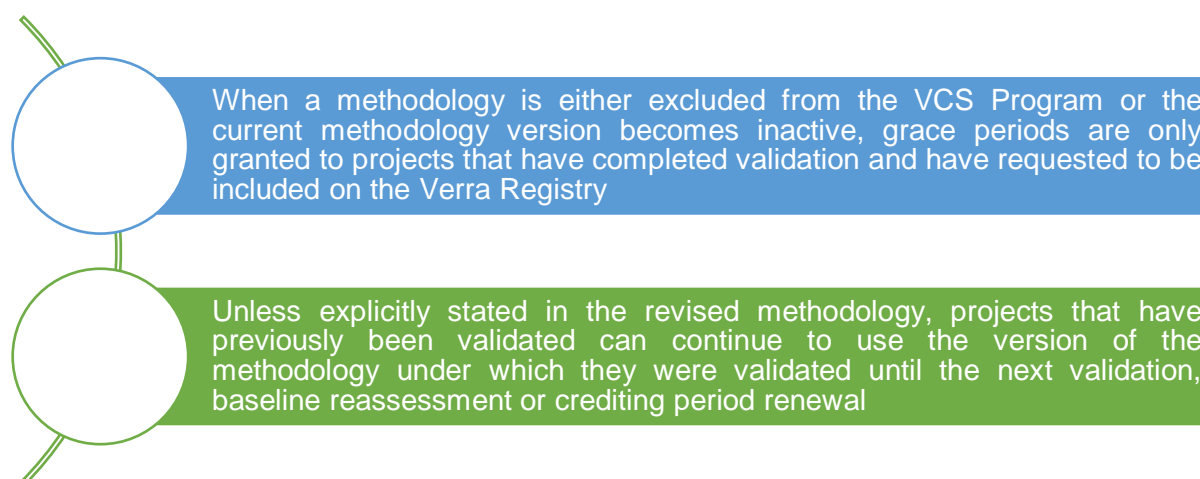 When a methodology is either excluded from the VCS Program or the
current methodology version becomes inactive, grace periods are only
granted to projects that have completed validation and have requested to be
included on the Verra Registry
Unless explicitly stated in the revised methodology, projects that have
previously been validated can continue to use the version of the
methodology under which they were validated until the next validation,
baseline reassessment or crediting period renewal